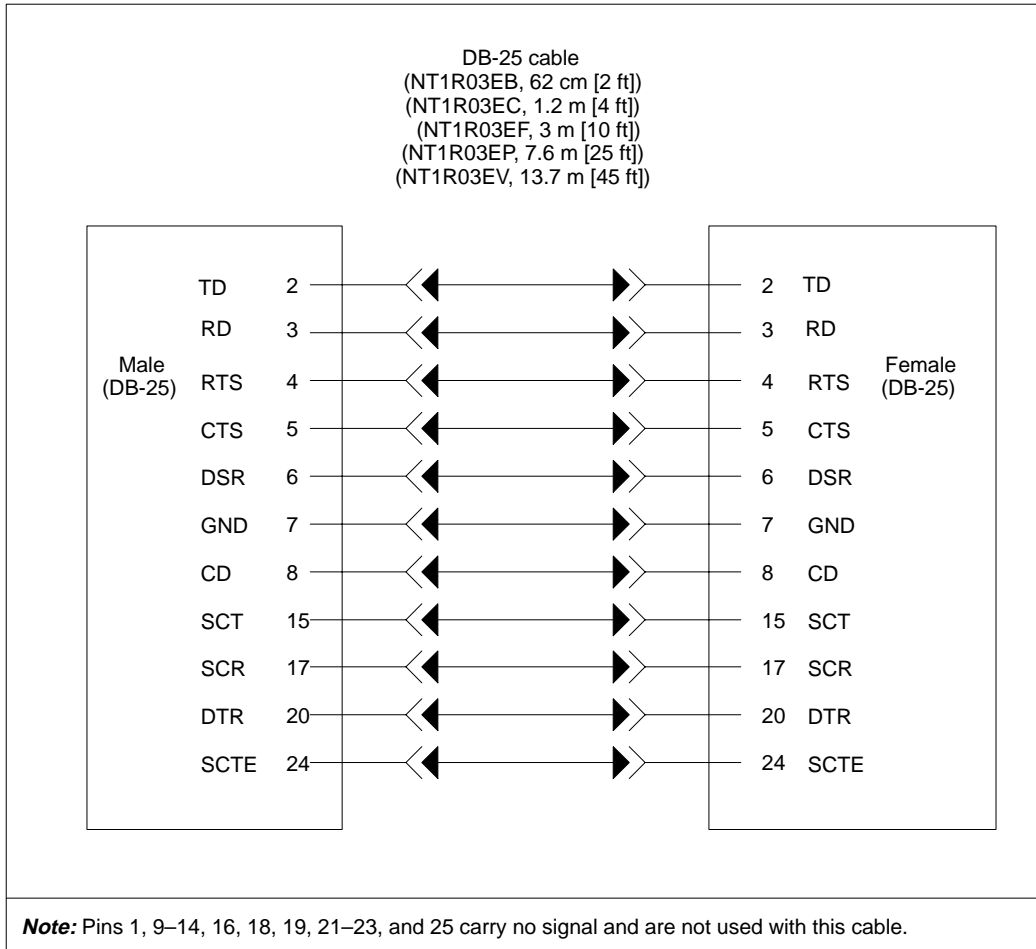 DB-25 cable
(NT1R03EB, 62 cm [2 ft])
(NT1R03EC, 1.2 m [4 ft])
(NT1R03EF, 3 m [10 ft])
(NT1R03EP, 7.6 m [25 ft])
(NT1R03EV, 13.7 m [45 ft])
TD 2 2 TD
RD 3 3 RD
Male
(DB-25)
Female
(DB-25)
RTS 4 4 RTS
CTS 5 5 CTS
DSR 6 6 DSR
GND 7 7 GND
CD 8 8 CD
SCT 15 15 SCT
SCR 17 17 SCR
DTR 20 20 DTR
SCTE 24 24 SCTE
Note: Pins 1, 9–14, 16, 18, 19, 21–23, and 25 carry no signal and are not used with this cable.